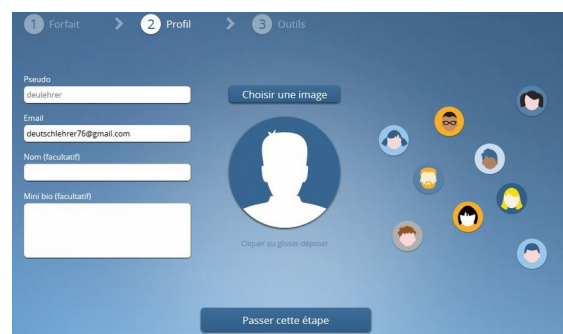 1 Forfait > 2 Profil > 3 Outils
Pseudo
deulehrer
Email
deutschlehrer76@gmail.com
Nom (facultatif)
Mini bio (facultatif)
Choisir une image
Cliquer ou glisser-déposer
Passer cette étape